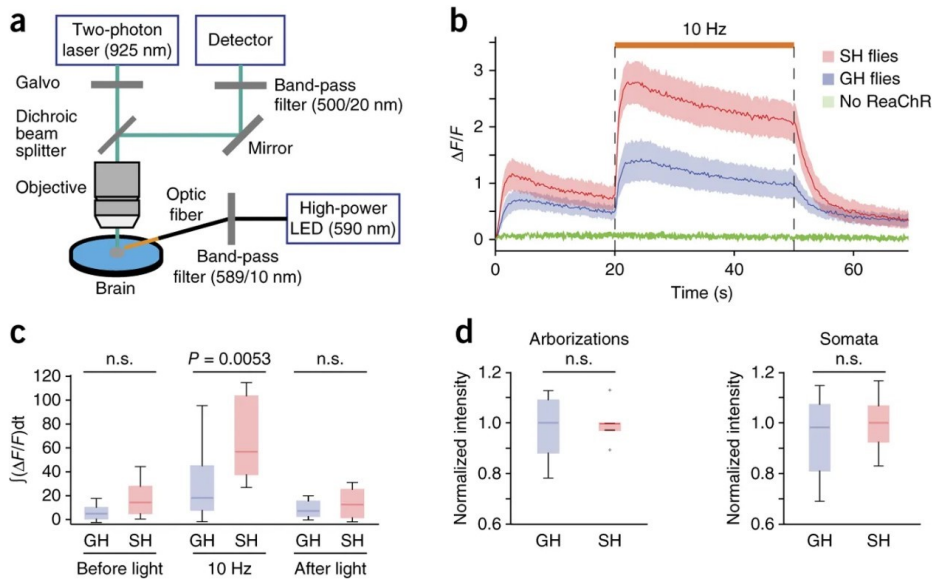 a
Two-photon
laser (925 nm)
Detector
Galvo
Band-pass
filter (500/20 nm)
Dichroic
beam
splitter
Mirror
Objective
Optic
fiber
High-power
LED (590 nm)
Band-pass
filter (589/10 nm)
Brain
b
10 Hz
SH flies
GH flies
No ReaChR
ΔF/F
3
2
1
0
0 20 40 60
Time (s)
c
n.s. P = 0.0053 n.s.
∫(ΔF/F)dt
120
100
80
60
40
20
0
GH SH GH SH GH SH
Before light 10 Hz After light
d
Arborizations
n.s.
Normalized intensity
1.2
1.0
0.8
0.6
GH SH
Somata
n.s.
Normalized intensity
1.2
1.0
0.8
0.6
GH SH